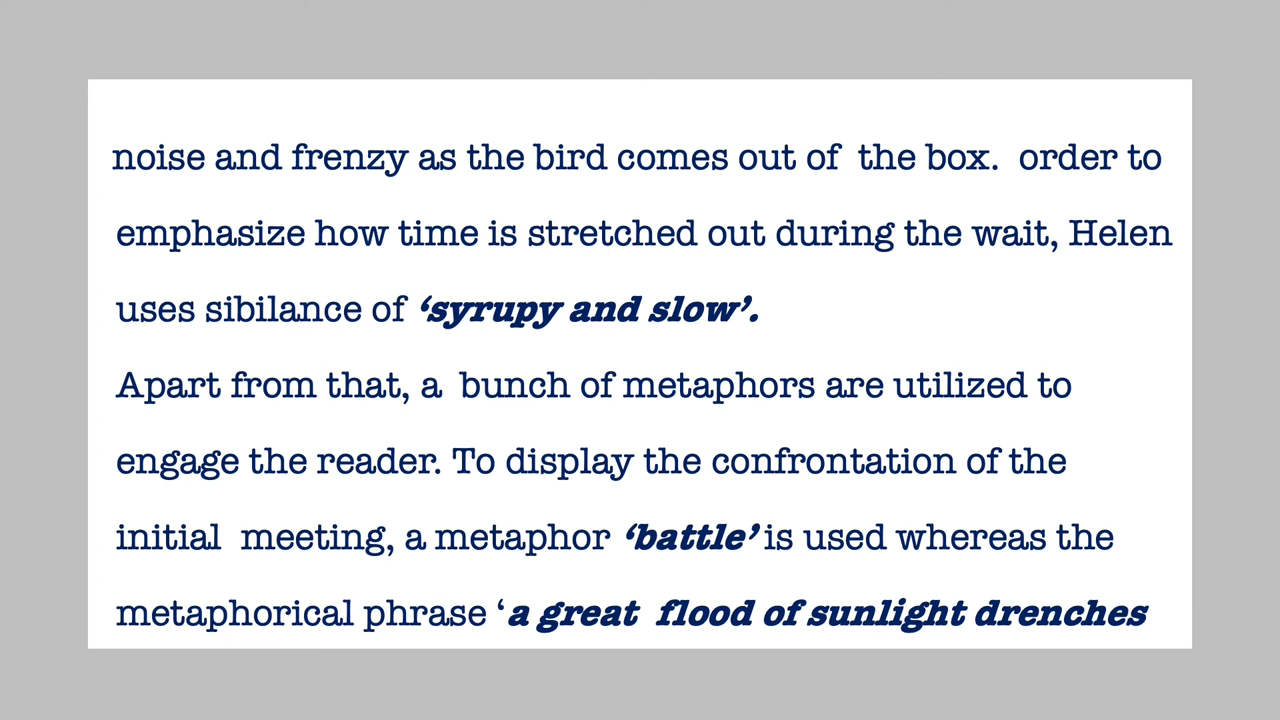 noise and frenzy as the bird comes out of the box. order to
emphasize how time is stretched out during the wait, Helen
uses sibilance of ‘syrupy and slow’.
Apart from that, a bunch of metaphors are utilized to
engage the reader. To display the confrontation of the
initial meeting, a metaphor ‘battle’ is used whereas the
metaphorical phrase ‘a great flood of sunlight drenches